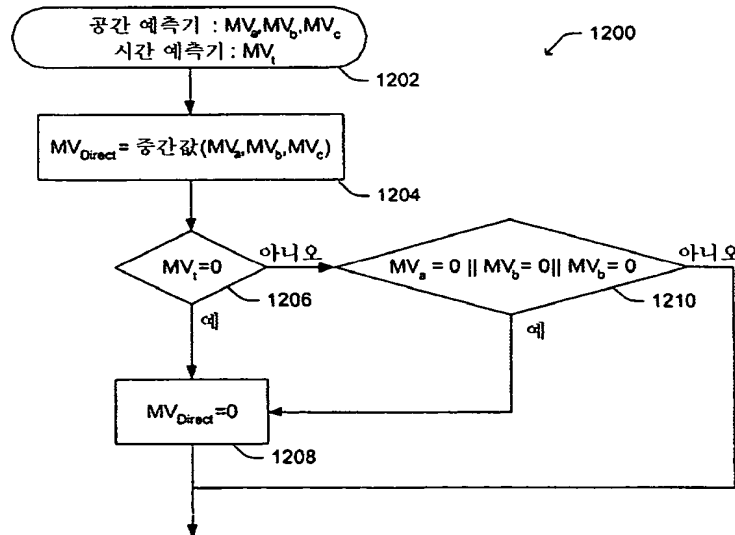 공간 예측기 : MVa,MVb,MVc
시간 예측기 : MVt
1200
1202
MVDirect = 중간값(MVa,MVb,MVc)
1204
MVt=0
아니오
1206
예
MVa = 0 || MVb = 0|| MVb = 0
아니오
1210
예
MVDirect=0
1208